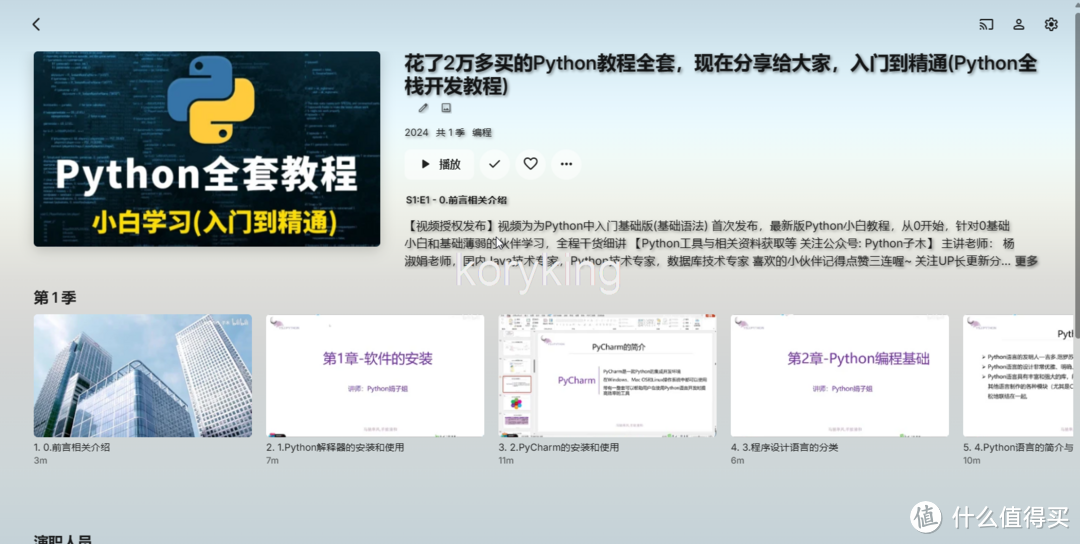 花了2万多买的Python教程全套，现在分享给大家，入门到精通(Python全
栈开发教程)
2024 共1季 编程
播放
S1:E1 - 0.前言相关介绍
【视频授权发布】视频为为Python中入门基础版(基础语法) 首次发布，最新版Python小白教程，从0开始，针对0基础
小白和基础薄弱的伙伴学习，全程干货细讲 【Python工具与相关资料获取等 关注公众号: Python子木】 主讲老师： 杨
淑娟老师，国内Java技术专家，Python技术专家，数据库技术专家 喜欢的小伙伴记得点赞三连喔~ 关注UP长更新分... 更多
koryking
Python全套教程
小白学习(入门到精通)
第1季
第1章-软件的安装
讲师：Python娟子姐
PyCharm的简介
PyCharm
第2章-Python编程基础
讲师：Python娟子姐
1. 0.前言相关介绍
3m
2. 1.Python解释器的安装和使用
7m
3. 2.PyCharm的安装和使用
11m
4. 3.程序设计语言的分类
6m
5. 4.Python语言的简介与
10m
演职人员
值 什么值得买